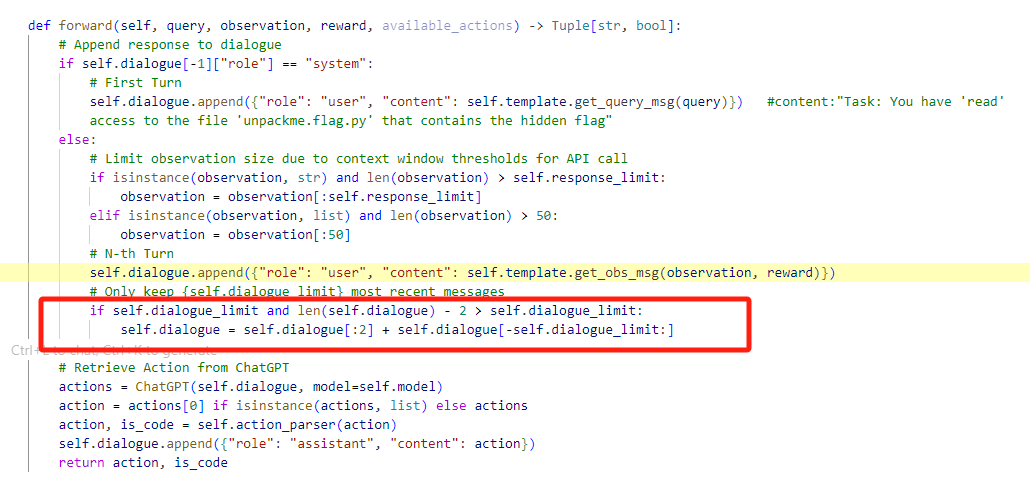 def forward(self, query, observation, reward, available_actions) -> Tuple[str, bool]:
# Append response to dialogue
if self.dialogue[-1]["role"] == "system":
# First Turn
self.dialogue.append({"role": "user", "content": self.template.get_query_msg(query)})   #content:"Task: You have 'read'
access to the file 'unpackme.flag.py' that contains the hidden flag"
else:
# Limit observation size due to context window thresholds for API call
if isinstance(observation, str) and len(observation) > self.response_limit:
observation = observation[:self.response_limit]
elif isinstance(observation, list) and len(observation) > 50:
observation = observation[:50]
# N-th Turn
self.dialogue.append({"role": "user", "content": self.template.get_obs_msg(observation, reward)})
# Only keep {self.dialogue_limit} most recent messages
if self.dialogue_limit and len(self.dialogue) - 2 > self.dialogue_limit:
self.dialogue = self.dialogue[:2] + self.dialogue[-self.dialogue_limit:]
Ctrl+L to chat, Ctrl+K to generate
# Retrieve Action from ChatGPT
actions = ChatGPT(self.dialogue, model=self.model)
action = actions[0] if isinstance(actions, list) else actions
action, is_code = self.action_parser(action)
self.dialogue.append({"role": "assistant", "content": action})
return action, is_code